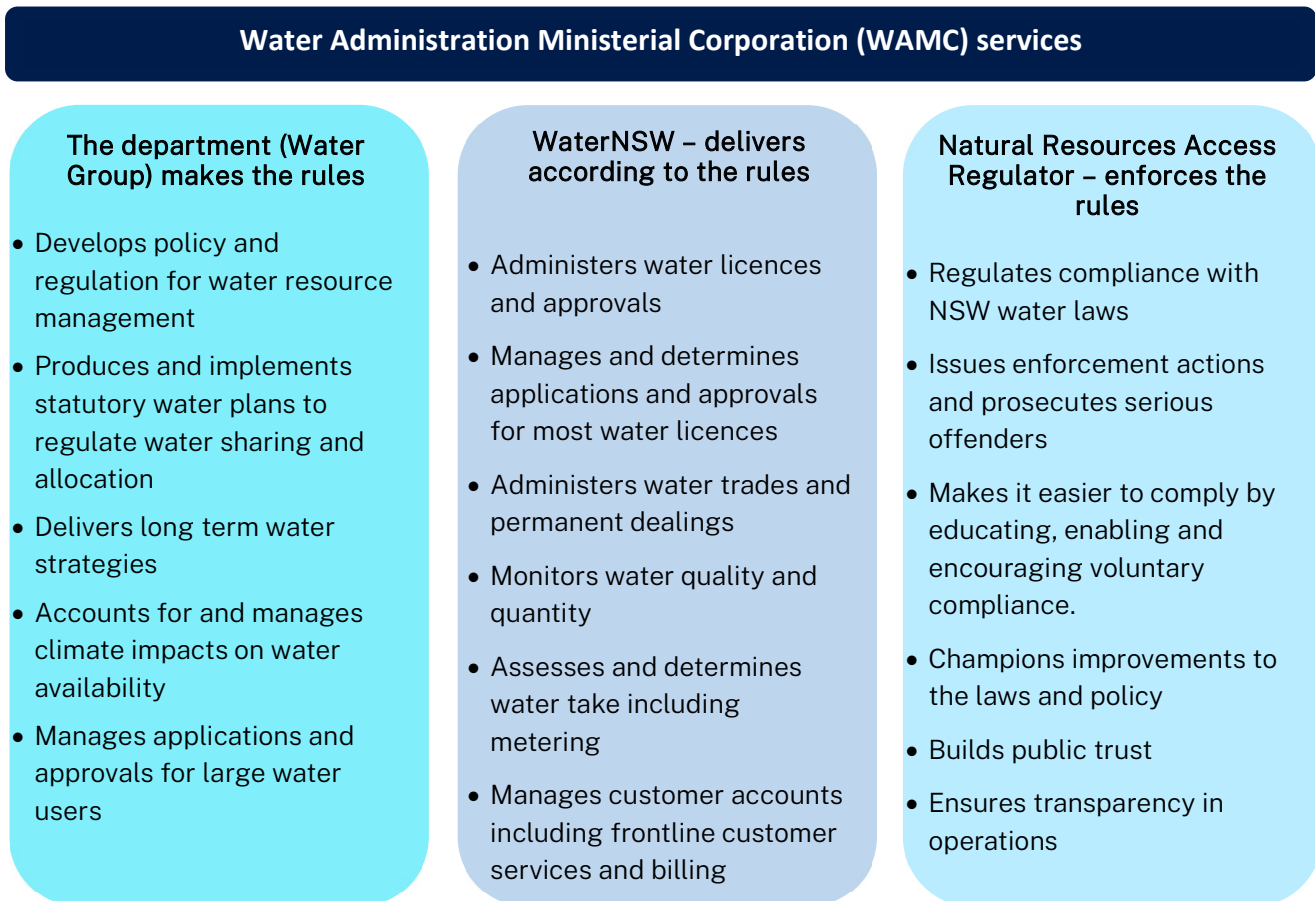 Water Administration Ministerial Corporation (WAMC) services
The department (Water
Group) makes the rules
• Develops policy and
regulation for water resource
management
• Produces and implements
statutory water plans to
regulate water sharing and
allocation
• Delivers long term water
strategies
• Accounts for and manages
climate impacts on water
availability
• Manages applications and
approvals for large water
users
WaterNSW – delivers
according to the rules
• Administers water licences
and approvals
• Manages and determines
applications and approvals
for most water licences
• Administers water trades and
permanent dealings
• Monitors water quality and
quantity
• Assesses and determines
water take including
metering
• Manages customer accounts
including frontline customer
services and billing
Natural Resources Access
Regulator – enforces the
rules
• Regulates compliance with
NSW water laws
• Issues enforcement actions
and prosecutes serious
offenders
• Makes it easier to comply by
educating, enabling and
encouraging voluntary
compliance.
• Champions improvements to
the laws and policy
• Builds public trust
• Ensures transparency in
operations